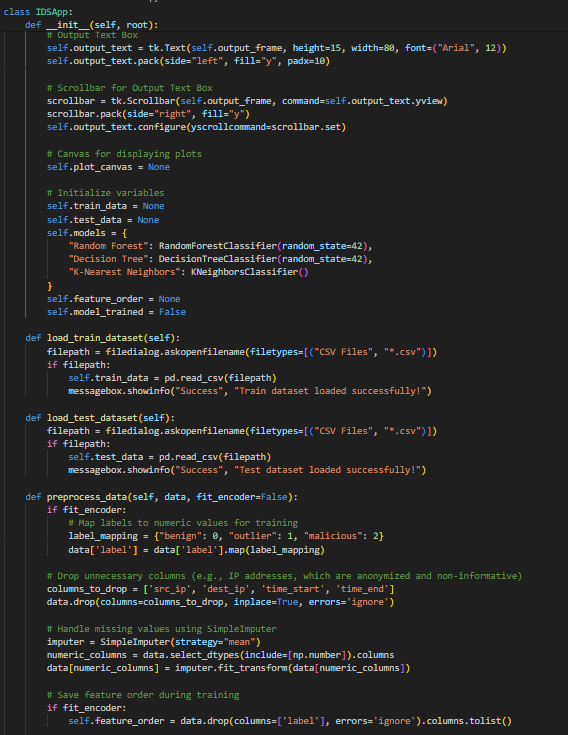 class IDSApp:
    def __init__(self, root):
        # Output Text Box
        self.output_text = tk.Text(self.output_frame, height=15, width=80, font=("Arial", 12))
        self.output_text.pack(side="left", fill="y", padx=10)

        # Scrollbar for Output Text Box
        scrollbar = tk.Scrollbar(self.output_frame, command=self.output_text.yview)
        scrollbar.pack(side="right", fill="y")
        self.output_text.configure(yscrollcommand=scrollbar.set)

        # Canvas for displaying plots
        self.plot_canvas = None

        # Initialize variables
        self.train_data = None
        self.test_data = None
        self.models = {
            "Random Forest": RandomForestClassifier(random_state=42),
            "Decision Tree": DecisionTreeClassifier(random_state=42),
            "K-Nearest Neighbors": KNeighborsClassifier()
        }
        self.feature_order = None
        self.model_trained = False

    def load_train_dataset(self):
        filepath = filedialog.askopenfilename(filetypes=[("CSV Files", "*.csv")])
        if filepath:
            self.train_data = pd.read_csv(filepath)
            messagebox.showinfo("Success", "Train dataset loaded successfully!")

    def load_test_dataset(self):
        filepath = filedialog.askopenfilename(filetypes=[("CSV Files", "*.csv")])
        if filepath:
            self.test_data = pd.read_csv(filepath)
            messagebox.showinfo("Success", "Test dataset loaded successfully!")

    def preprocess_data(self, data, fit_encoder=False):
        if fit_encoder:
            # Map labels to numeric values for training
            label_mapping = {"benign": 0, "outlier": 1, "malicious": 2}
            data['label'] = data['label'].map(label_mapping)

        # Drop unnecessary columns (e.g., IP addresses, which are anonymized and non-informative)
        columns_to_drop = ['src_ip', 'dest_ip', 'time_start', 'time_end']
        data.drop(columns=columns_to_drop, inplace=True, errors='ignore')

        # Handle missing values using SimpleImputer
        imputer = SimpleImputer(strategy="mean")
        numeric_columns = data.select_dtypes(include=[np.number]).columns
        data[numeric_columns] = imputer.fit_transform(data[numeric_columns])

        # Save feature order during training
        if fit_encoder:
            self.feature_order = data.drop(columns=['label'], errors='ignore').columns.tolist()